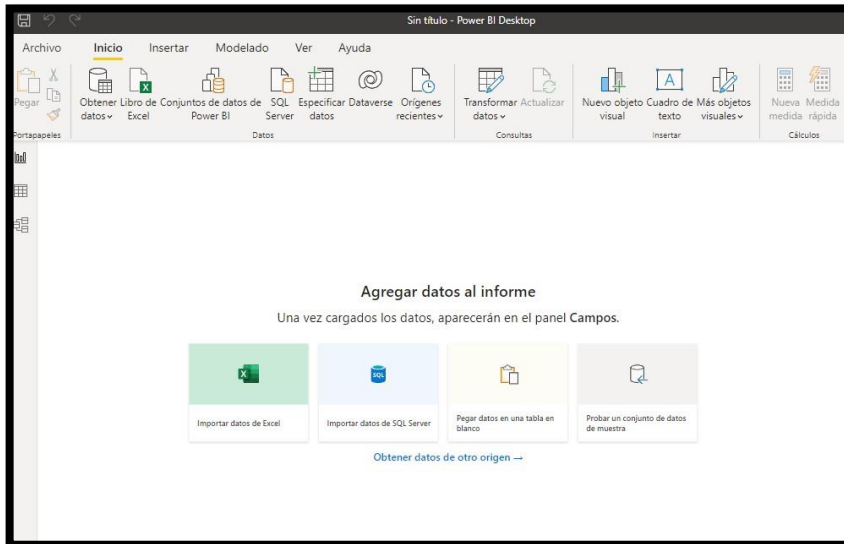 Sin título - Power BI Desktop
Archivo Inicio Insertar Modelado Ver Ayuda
Pegar
Obtener datos
Libro de Excel
Conjuntos de datos de Power BI
SQL Server
Especificar datos
Dataverse
Orígenes recientes
Transformar datos
Actualizar
Nuevo objeto visual
A
Cuadro de texto
Más objetos visuales
Nueva medida
Medida rápida
Portapapeles
Datos
Consultas
Insertar
Cálculos
Agregar datos al informe
Una vez cargados los datos, aparecerán en el panel Campos.
X
SQL
Importar datos de Excel
Importar datos de SQL Server
Pegar datos en una tabla en
blanco
Probar un conjunto de datos
de muestra
Obtener datos de otro origen →